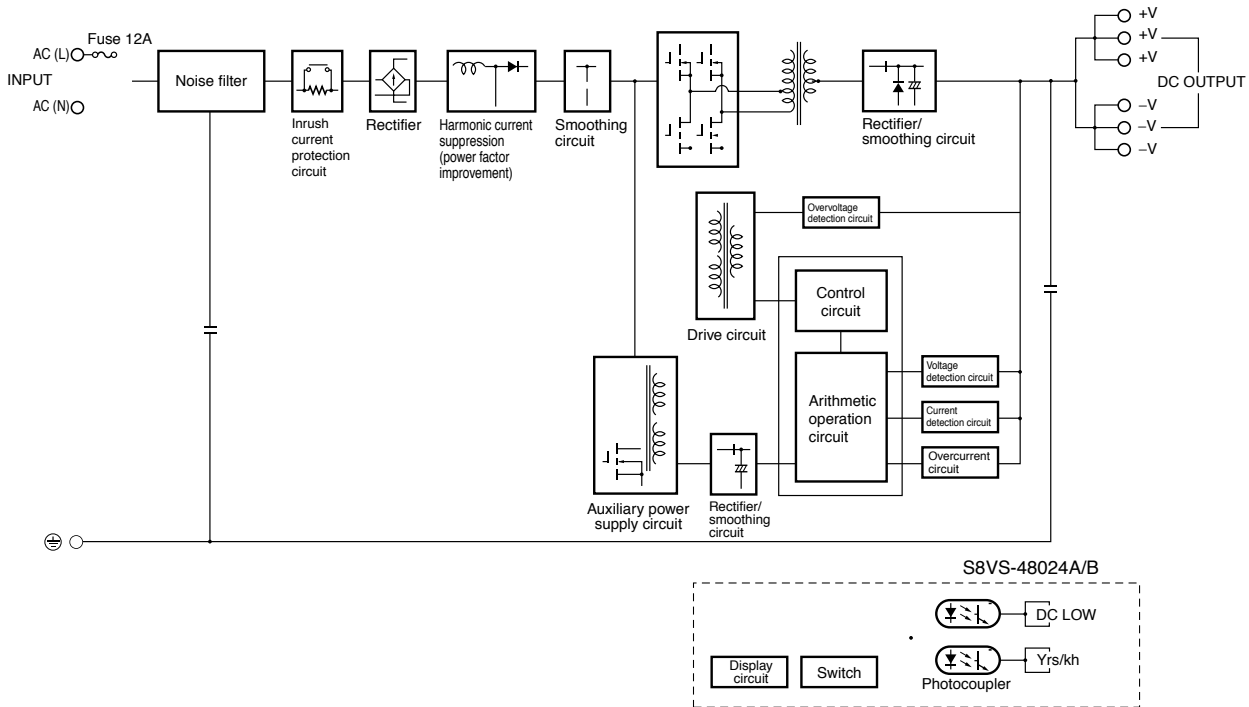 Fuse 12A
AC (L)
INPUT
AC (N)
Noise filter
Inrush
current
protection
circuit
Rectifier
Harmonic current
suppression
(power factor
improvement)
Smoothing
circuit
Rectifier/
smoothing circuit
+V
+V
+V
DC OUTPUT
–V
–V
–V
Overvoltage
detection circuit
Drive circuit
Control
circuit
Arithmetic
operation
circuit
Voltage
detection circuit
Current
detection circuit
Overcurrent
circuit
Auxiliary power
supply circuit
Rectifier/
smoothing
circuit
S8VS-48024A/B
DC LOW
Yrs/kh
Display
circuit
Switch
Photocoupler